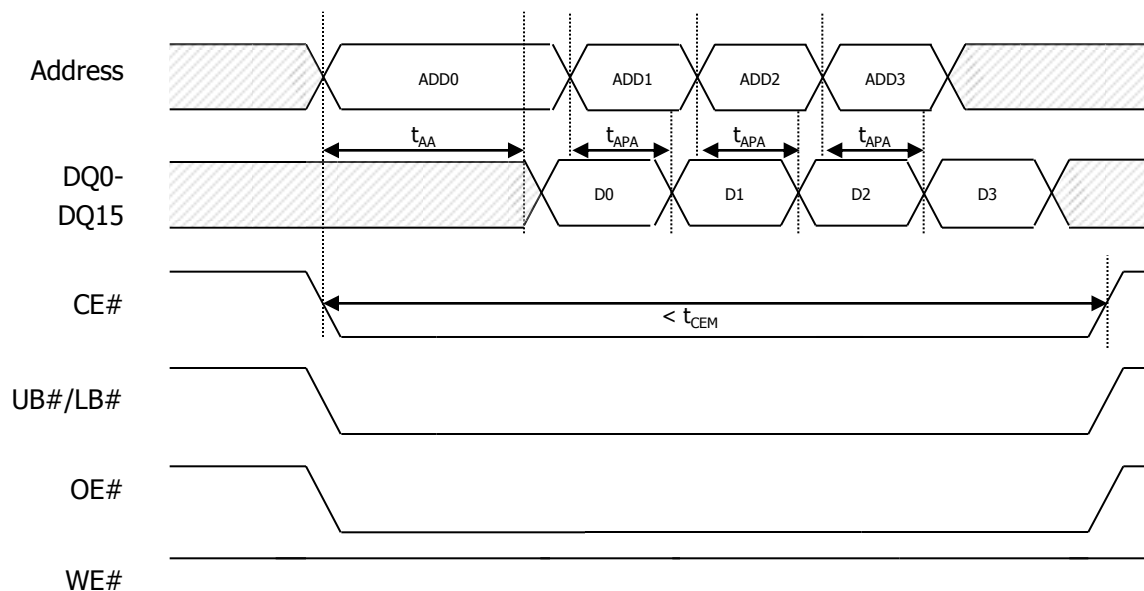 Address
ADD0 ADD1 ADD2 ADD3
tAA tAPA tAPA tAPA
DQ0-
DQ15
D0 D1 D2 D3
CE#
< tCEM
UB#/LB#
OE#
WE#